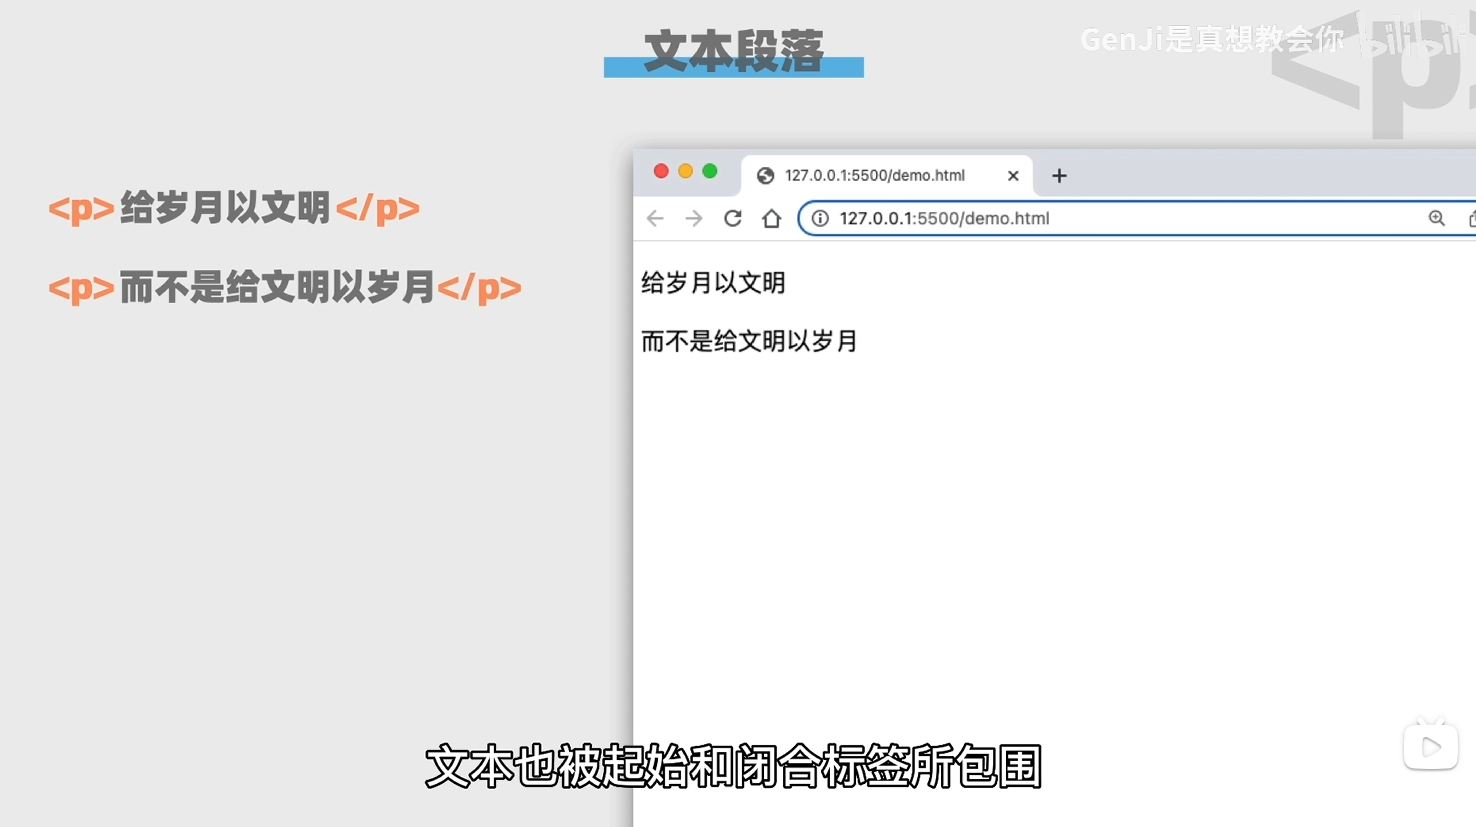 文本段落
GenJi是真想教会你 bilibili
<p>
<p>给岁月以文明</p>
<p>而不是给文明以岁月</p>
127.0.0.1:5500/demo.html
127.0.0.1:5500/demo.html
给岁月以文明
而不是给文明以岁月
文本也被起始和闭合标签所包围